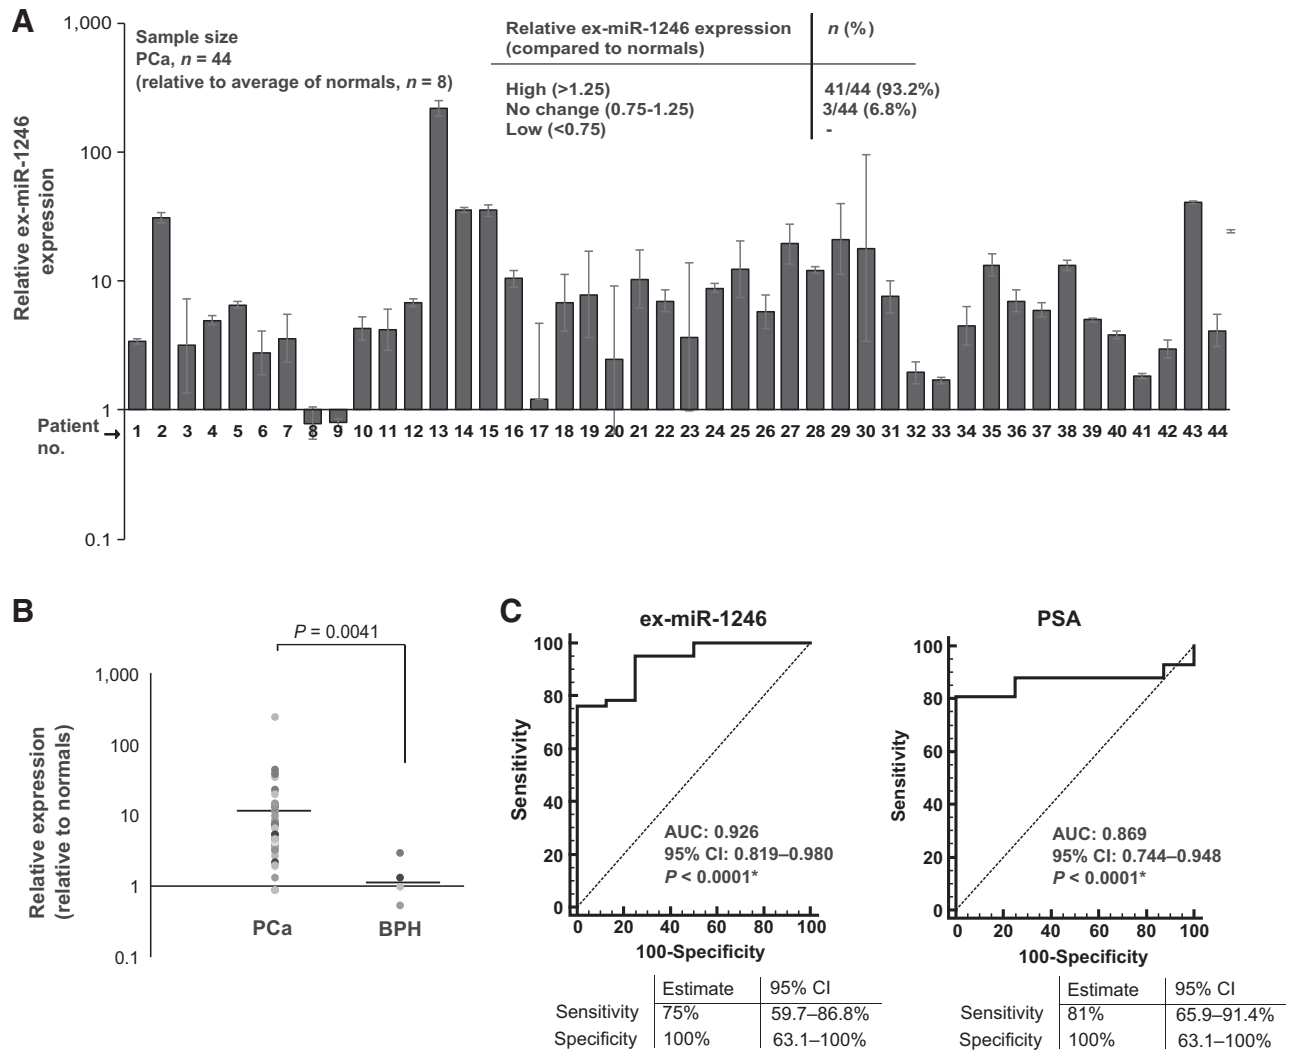 A
Relative ex-miR-1246
expression
1,000
100
10
1
0.1
Sample size
PCa, n = 44
(relative to average of normals, n = 8)
Relative ex-miR-1246 expression n (%)
(compared to normals)
High (>1.25) 41/44 (93.2%)
No change (0.75-1.25) 3/44 (6.8%)
Low (<0.75) -
Patient →
no.
1 2 3 4 5 6 7 8 9 10 11 12 13 14 15 16 17 18 19 20 21 22 23 24 25 26 27 28 29 30 31 32 33 34 35 36 37 38 39 40 41 42 43 44
B
P = 0.0041
Relative expression
(relative to normals)
1,000
100
10
1
0.1
PCa BPH
C
ex-miR-1246
Sensitivity
100
80
60
40
20
0
AUC: 0.926
95% CI: 0.819–0.980
P < 0.0001*
0 20 40 60 80 100
100-Specificity
Estimate 95% CI
Sensitivity 75% 59.7–86.8%
Specificity 100% 63.1–100%
PSA
Sensitivity
100
80
60
40
20
0
AUC: 0.869
95% CI: 0.744–0.948
P < 0.0001*
0 20 40 60 80 100
100-Specificity
Estimate 95% CI
Sensitivity 81% 65.9–91.4%
Specificity 100% 63.1–100%